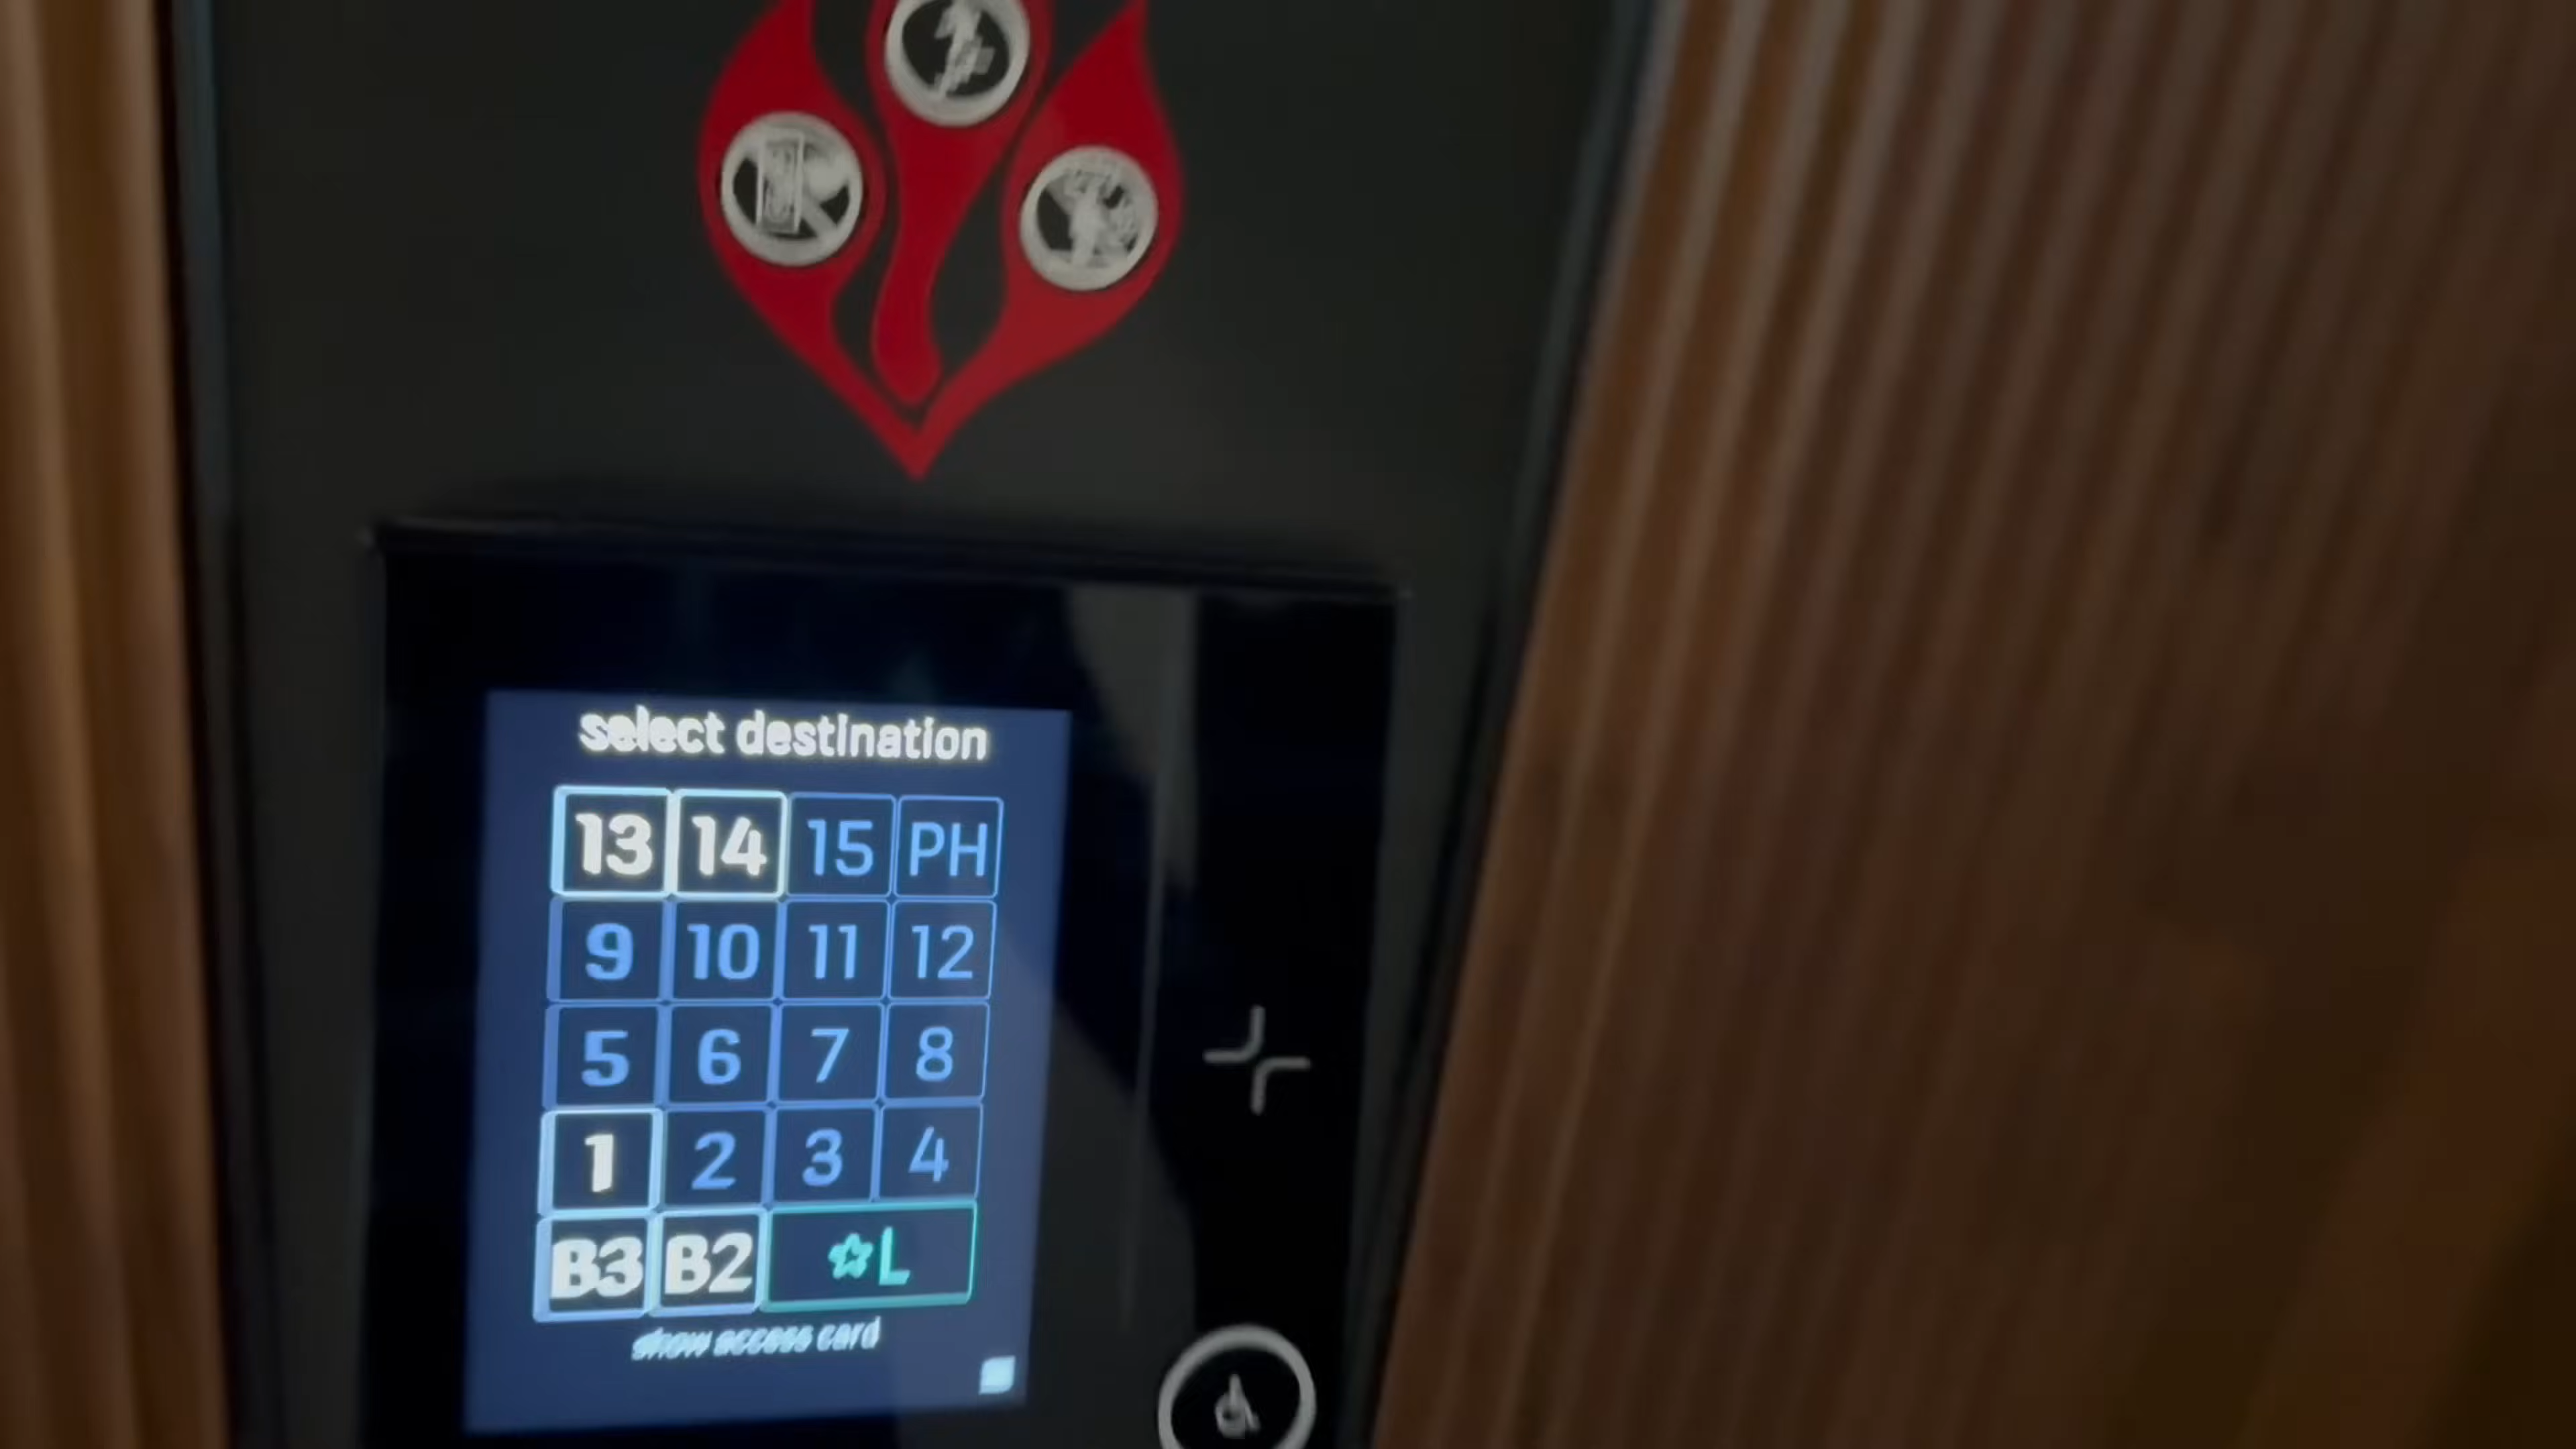 select destination
13 14 15 PH
9 10 11 12
5 6 7 8
1 2 3 4
B3 B2 ☆L
show access card